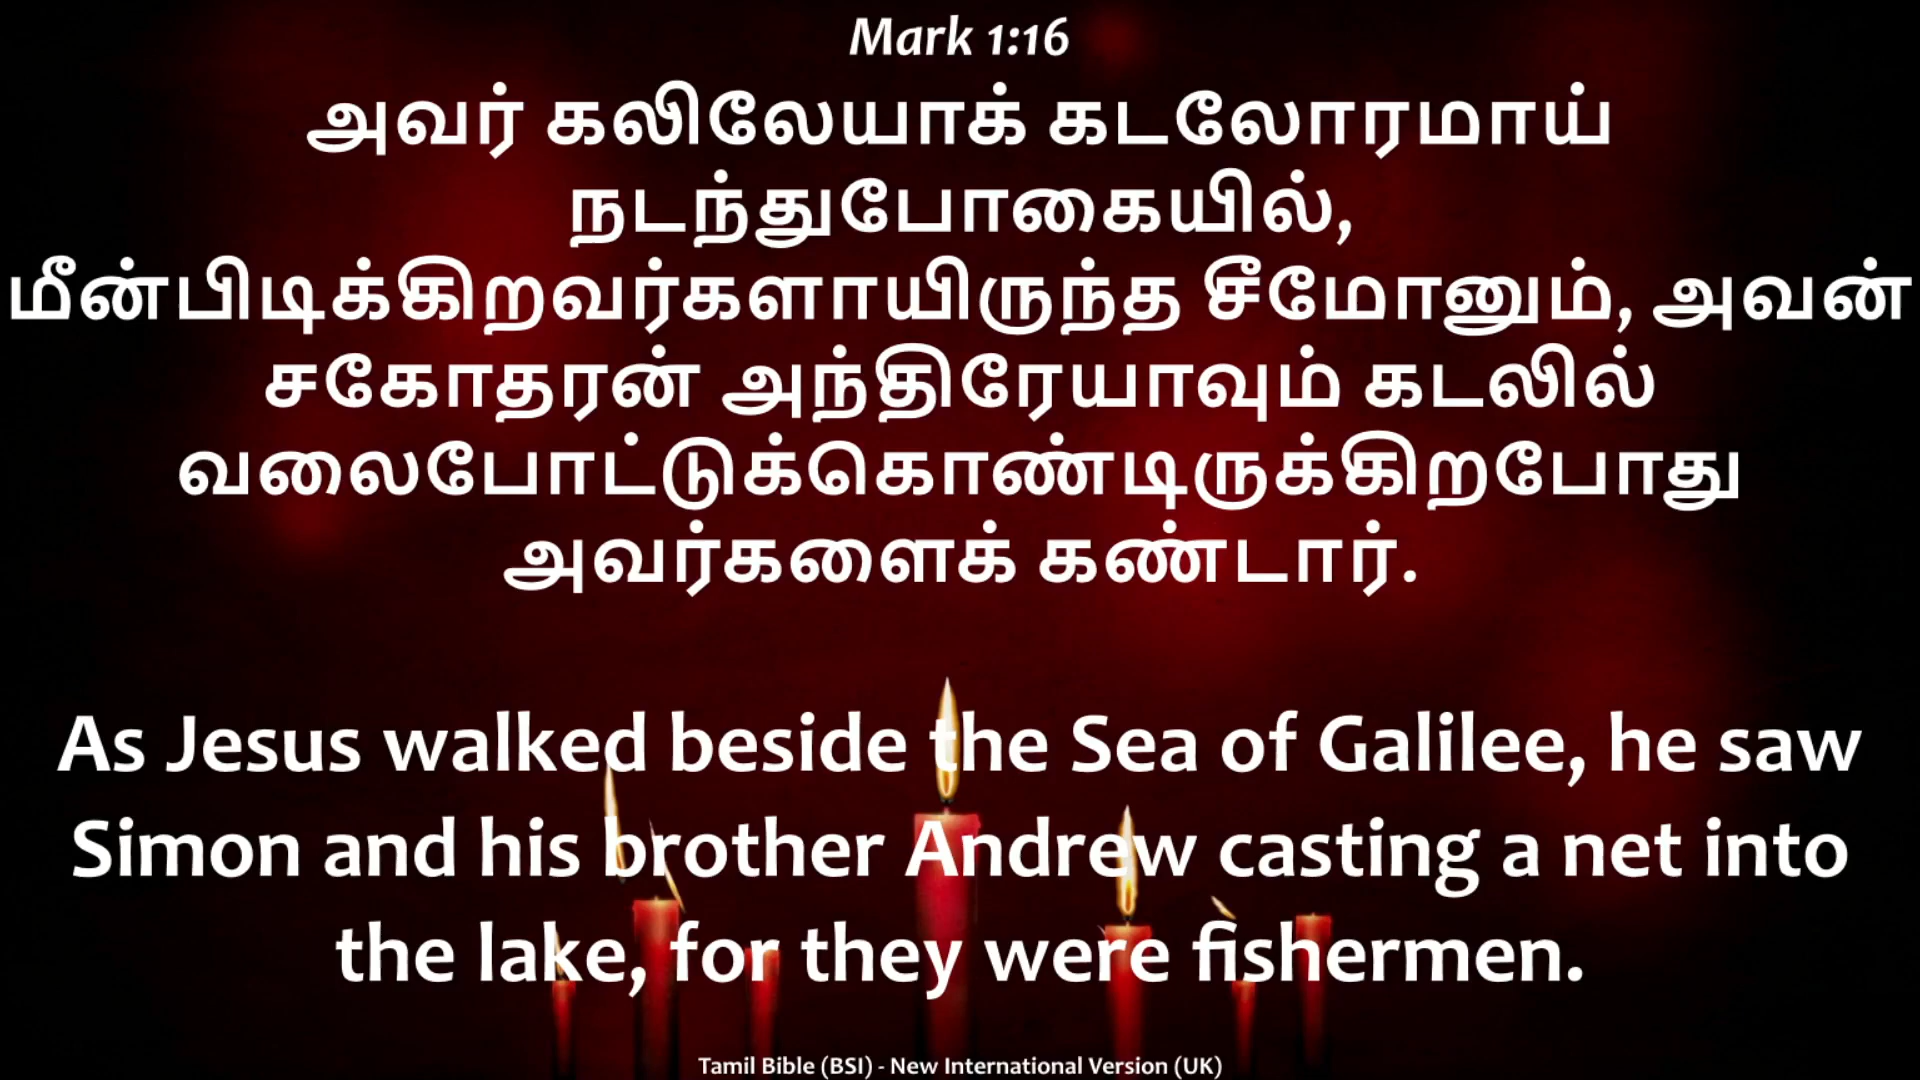 Mark 1:16
அவர் கலிலேயாக் கடலோரமாய்
நடந்துபோகையில்,
மீன்பிடிக்கிறவர்களாயிருந்த சீமோனும், அவன்
சகோதரன் அந்திரேயாவும் கடலில்
வலைபோட்டுக்கொண்டிருக்கிறபோது
அவர்களைக் கண்டார்.
As Jesus walked beside the Sea of Galilee, he saw
Simon and his brother Andrew casting a net into
the lake, for they were fishermen.
Tamil Bible (BSI) - New International Version (UK)